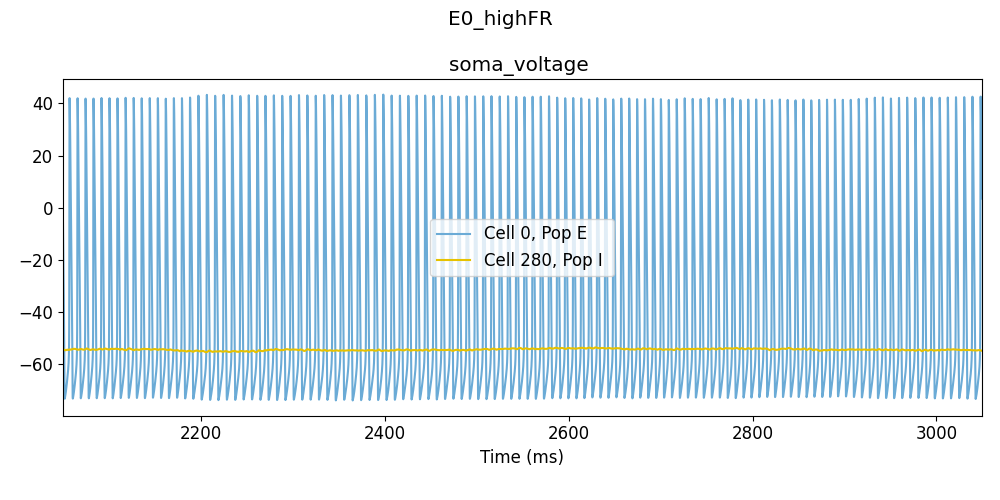 E0_highFR
soma_voltage
40
20
0
−20
−40
−60
Cell 0, Pop E
Cell 280, Pop I
2200 2400 2600 2800 3000
Time (ms)